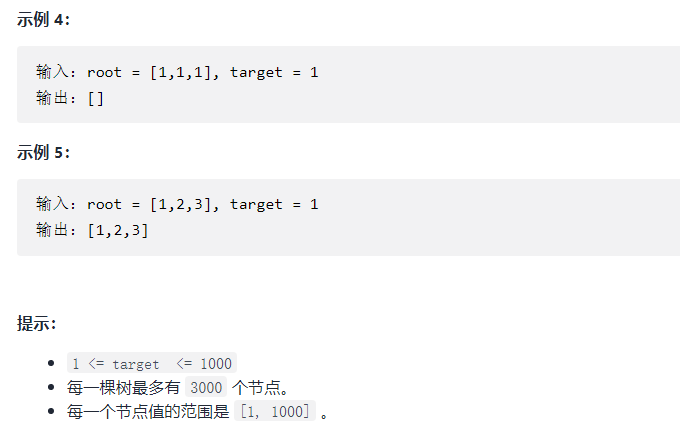 示例 4：
输入：root = [1,1,1], target = 1
输出：[]
示例 5：
输入：root = [1,2,3], target = 1
输出：[1,2,3]
提示：
1 <= target  <= 1000
每一棵树最多有 3000 个节点。
每一个节点值的范围是 [1, 1000] 。